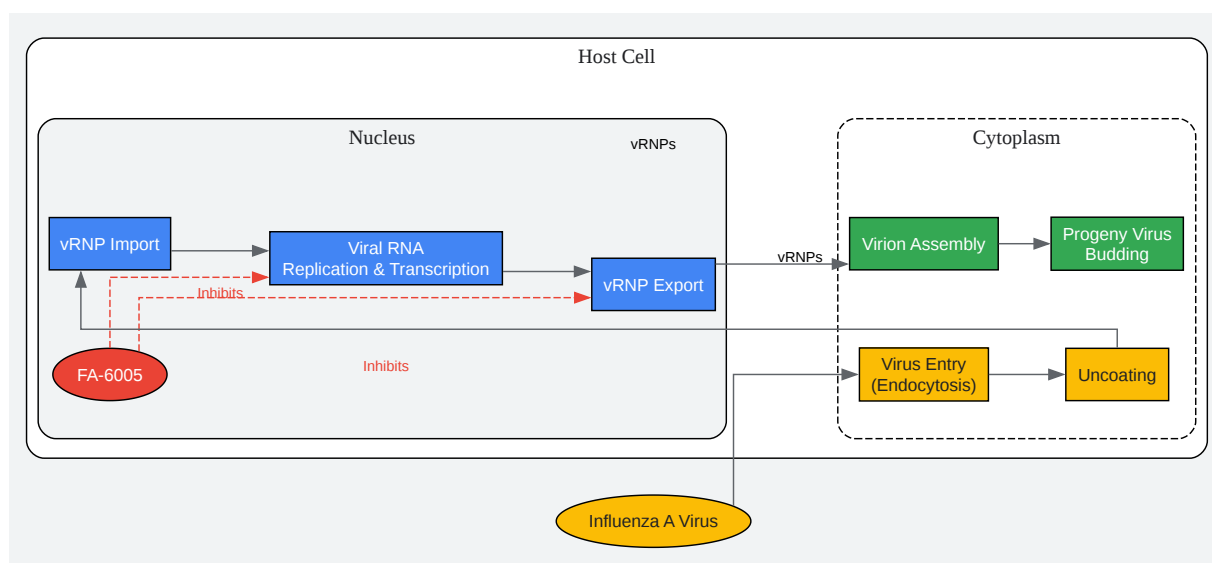 Host Cell
Nucleus
vRNPs
Cytoplasm
vRNP Import
Viral RNA
Replication & Transcription
vRNP Export
vRNPs
Virion Assembly
Progeny Virus
Budding
Inhibits
Inhibits
FA-6005
Virus Entry
(Endocytosis)
Uncoating
Influenza A Virus